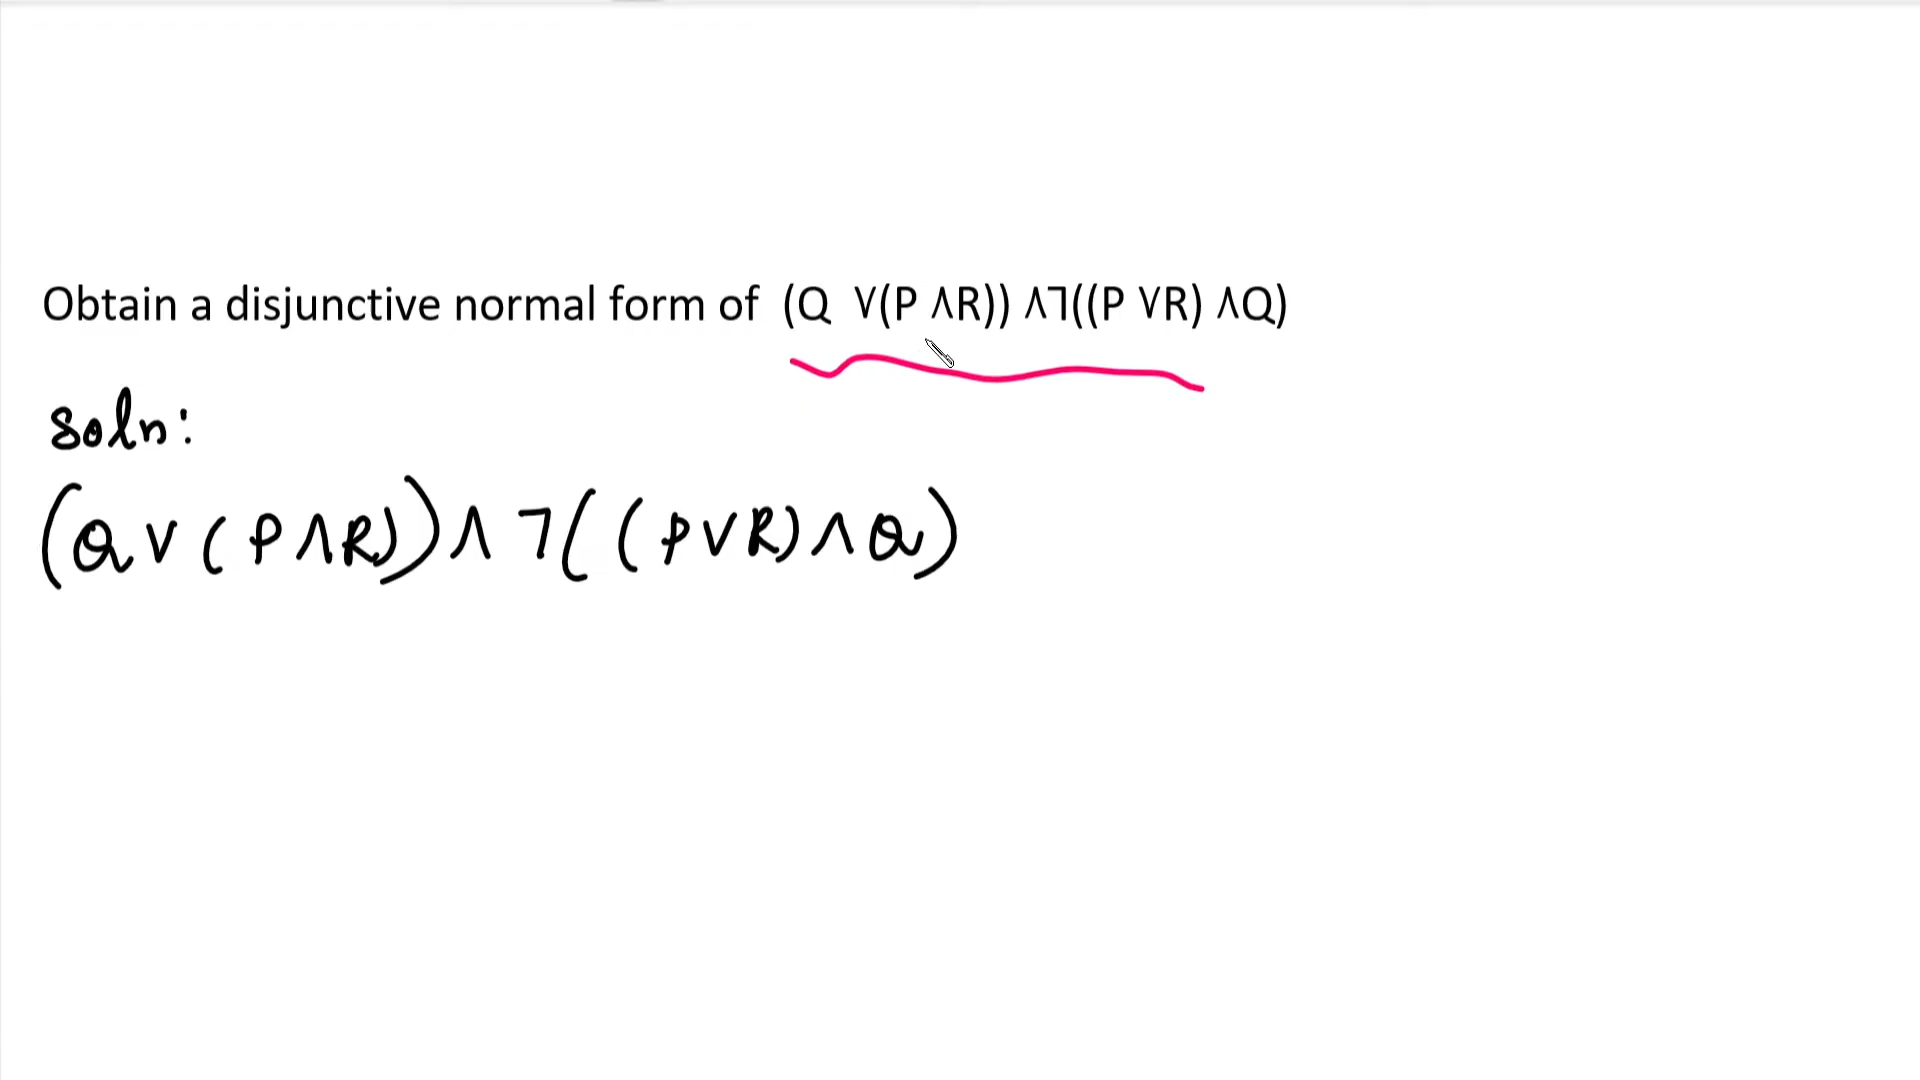 Obtain a disjunctive normal form of (Q ∨(P ∧R)) ∧⅂((P ∨R) ∧Q)
Soln:
(Q∨(P∧R))∧⅂((P∨R)∧Q)